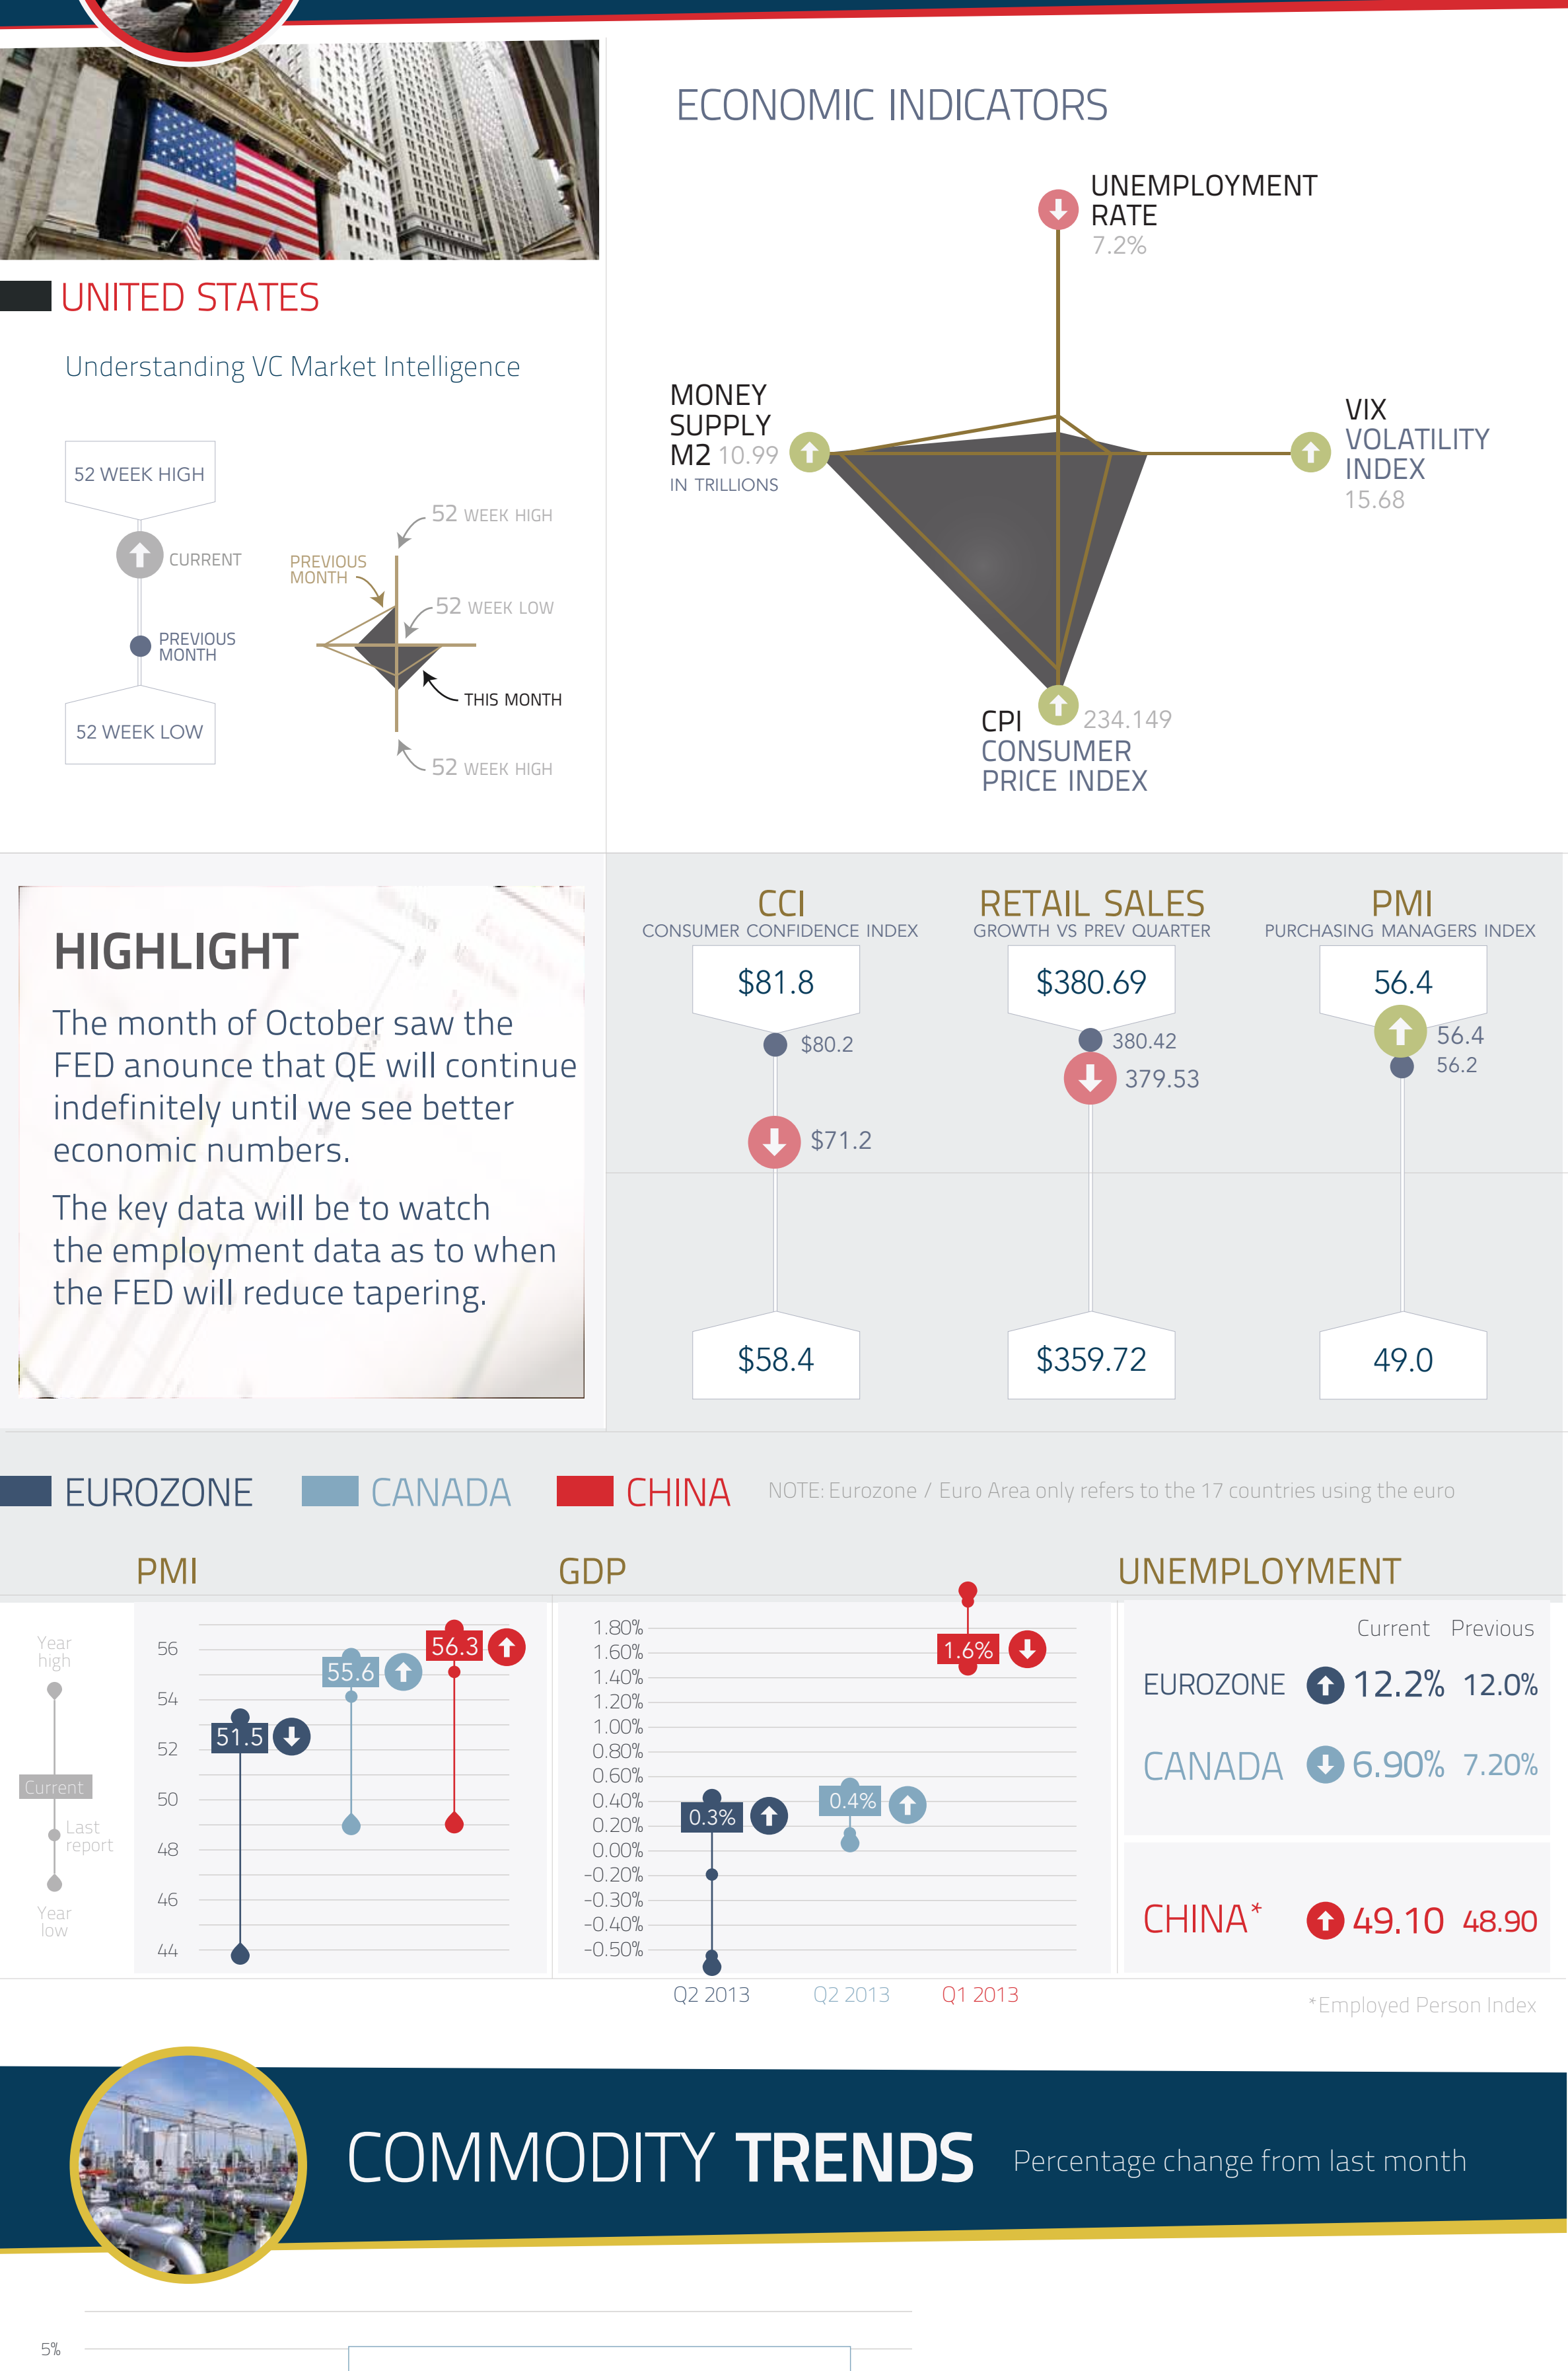 UNITED STATES
Understanding VC Market Intelligence
52 WEEK HIGH
CURRENT
PREVIOUS
MONTH
52 WEEK LOW
52 WEEK HIGH
PREVIOUS
MONTH
52 WEEK LOW
THIS MONTH
52 WEEK HIGH
ECONOMIC INDICATORS
UNEMPLOYMENT
RATE
7.2%
MONEY
SUPPLY
M2 10.99
IN TRILLIONS
VIX
VOLATILITY
INDEX
15.68
CPI 234.149
CONSUMER
PRICE INDEX
HIGHLIGHT
The month of October saw the
FED anounce that QE will continue
indefinitely until we see better
economic numbers.
The key data will be to watch
the employment data as to when
the FED will reduce tapering.
CCI
CONSUMER CONFIDENCE INDEX
$81.8
$80.2
$71.2
$58.4
RETAIL SALES
GROWTH VS PREV QUARTER
$380.69
380.42
379.53
$359.72
PMI
PURCHASING MANAGERS INDEX
56.4
56.4
56.2
49.0
EUROZONE
CANADA
CHINA
NOTE: Eurozone / Euro Area only refers to the 17 countries using the euro
PMI
Year
high
Current
Last
report
Year
low
56
54
52
50
48
46
44
51.5
55.6
56.3
GDP
1.80%
1.60%
1.40%
1.20%
1.00%
0.80%
0.60%
0.40%
0.20%
0.00%
-0.20%
-0.30%
-0.40%
-0.50%
0.3%
0.4%
1.6%
Q2 2013
Q2 2013
Q1 2013
UNEMPLOYMENT
Current Previous
EUROZONE 12.2% 12.0%
CANADA 6.90% 7.20%
CHINA* 49.10 48.90
*Employed Person Index
COMMODITY TRENDS
Percentage change from last month
5%